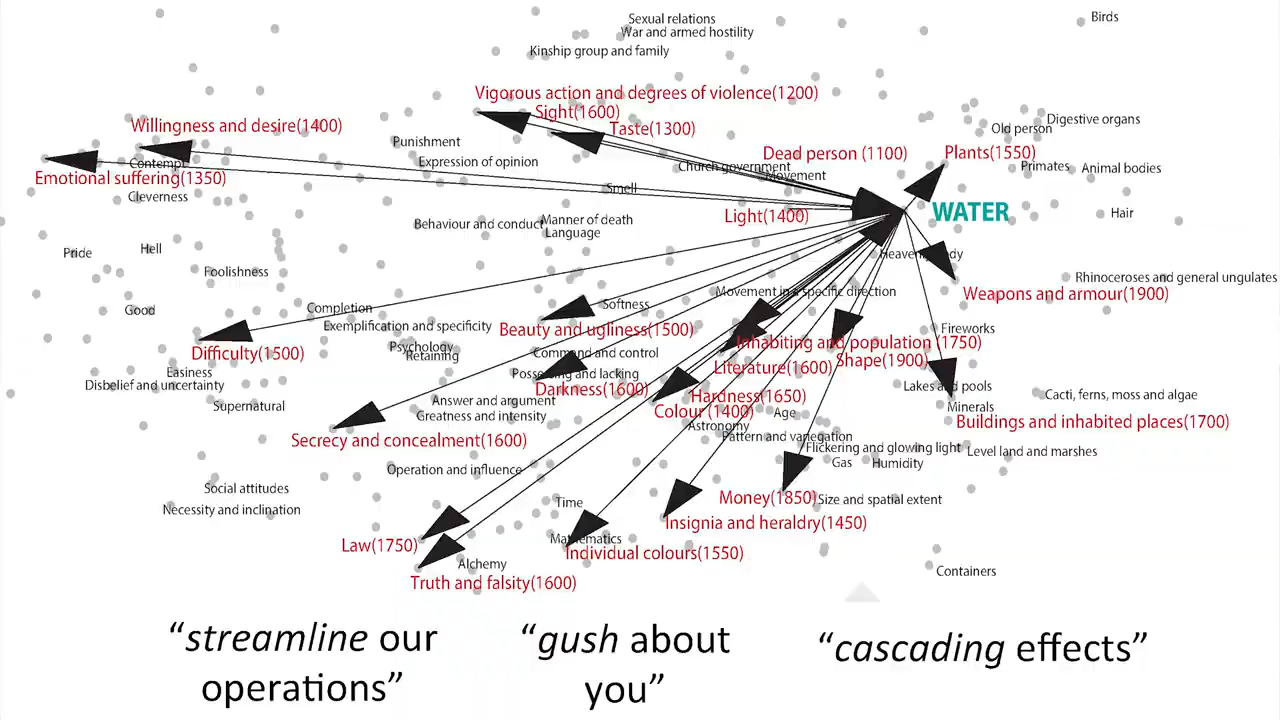 Birds
Sexual relations
War and armed hostility
Kinship group and family
Vigorous action and degrees of violence(1200)
Sight(1600)
Taste(1300)
Willingness and desire(1400)
Digestive organs
Old person
Punishment
Dead person (1100)
Plants(1550)
Contempt
Expression of opinion
Church government
Movement
Primates
Animal bodies
Emotional suffering(1350)
Smell
Cleverness
Light(1400)
WATER
Hair
Behaviour and conduct
Manner of death
Language
Pride
Hell
Heavenly body
Foolishness
Rhinoceroses and general ungulates
Movement in a specific direction
Weapons and armour(1900)
Good
Completion
Softness
Exemplification and specificity
Beauty and ugliness(1500)
Fireworks
Inhabiting and population (1750)
Psychology
Retaining
Difficulty(1500)
Command and control
Shape(1900)
Literature(1600)
Easiness
Possessing and lacking
Disbelief and uncertainty
Darkness(1600)
Lakes and pools
Hardness(1650)
Cacti, ferns, moss and algae
Supernatural
Answer and argument
Greatness and intensity
Colour (1400)
Age
Minerals
Astronomy
Buildings and inhabited places(1700)
Secrecy and concealment(1600)
Pattern and variegation
Flickering and glowing light
Level land and marshes
Gas
Humidity
Operation and influence
Social attitudes
Necessity and inclination
Time
Money(1850)
Size and spatial extent
Insignia and heraldry(1450)
Law(1750)
Mathematics
Individual colours(1550)
Alchemy
Containers
Truth and falsity(1600)
“streamline our
operations”
“gush about
you”
“cascading effects”